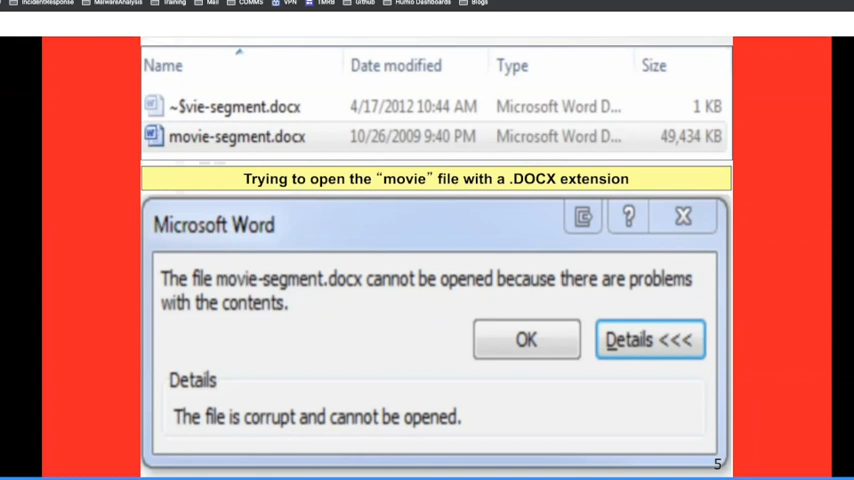 IncidentResponse MalwareAnalysis Training Mail COMMS VPN TMRB Github Humio Dashboards Blogs
Name Date modified Type Size
~$vie-segment.docx 4/17/2012 10:44 AM Microsoft Word D... 1 KB
movie-segment.docx 10/26/2009 9:40 PM Microsoft Word D... 49,434 KB
Trying to open the “movie” file with a .DOCX extension
Microsoft Word
The file movie-segment.docx cannot be opened because there are problems
with the contents.
OK Details <<<
Details
The file is corrupt and cannot be opened.
5